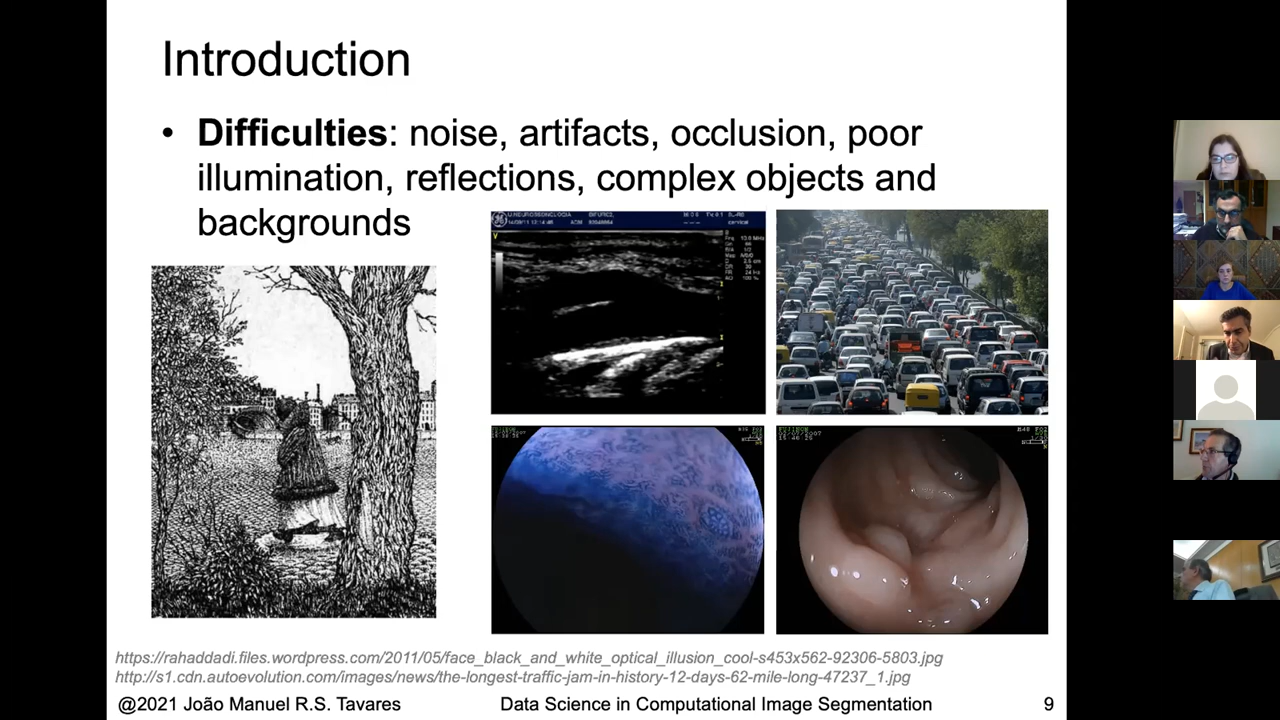 Introduction
• Difficulties: noise, artifacts, occlusion, poor
illumination, reflections, complex objects and
backgrounds
https://rahaddadi.files.wordpress.com/2011/05/face_black_and_white_optical_illusion_cool-s453x562-92306-5803.jpg
http://s1.cdn.autoevolution.com/images/news/the-longest-traffic-jam-in-history-12-days-62-mile-long-47237_1.jpg
@2021 João Manuel R.S. Tavares
Data Science in Computational Image Segmentation
9